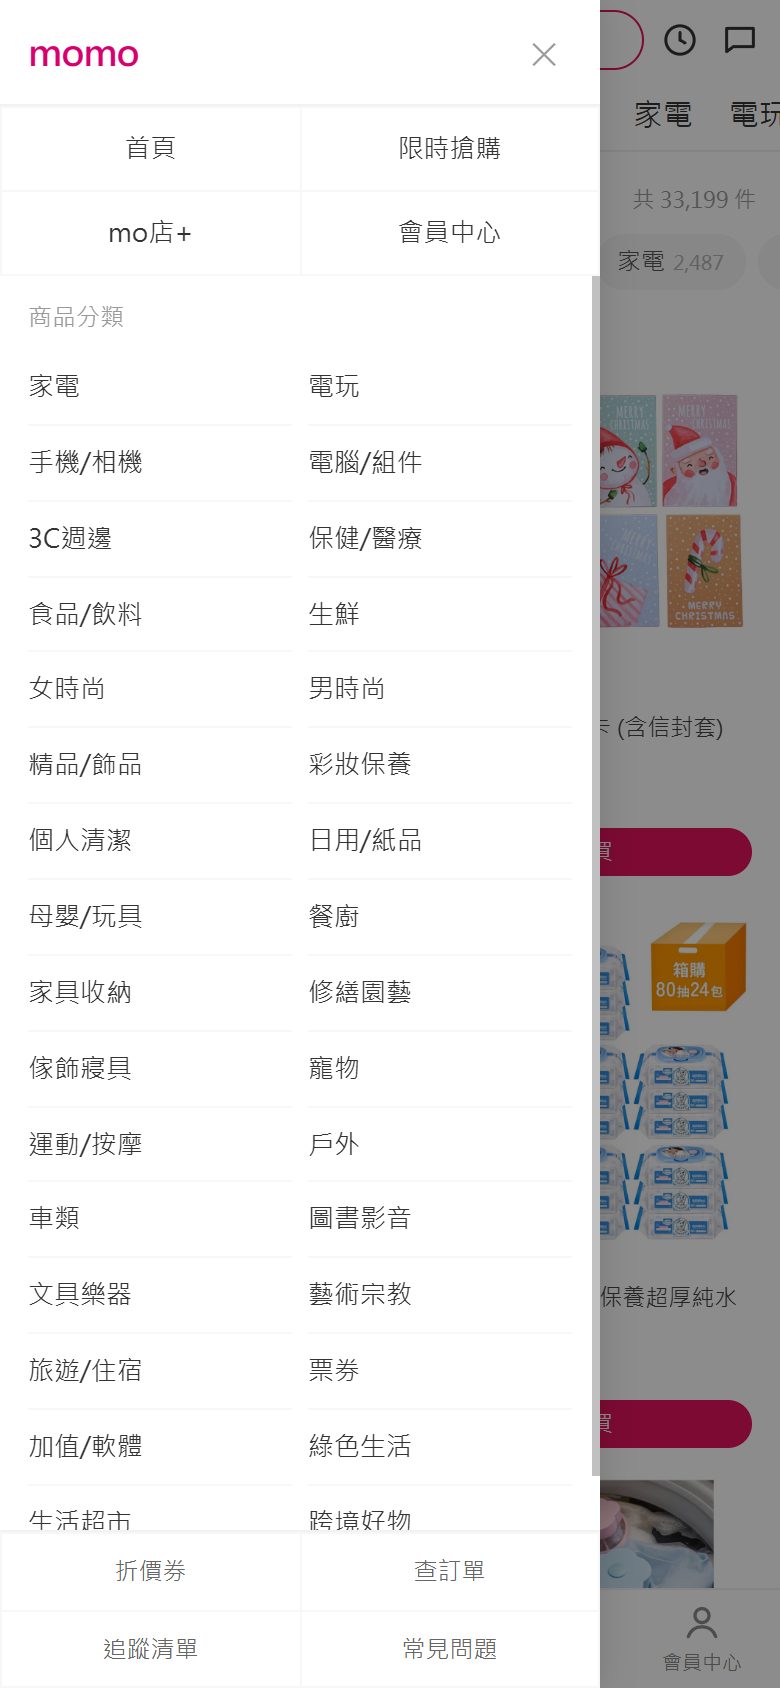 momo
首頁
限時搶購
mo店+
會員中心
商品分類
家電
電玩
手機/相機
電腦/組件
3C週邊
保健/醫療
食品/飲料
生鮮
女時尚
男時尚
精品/飾品
彩妝保養
個人清潔
日用/紙品
母嬰/玩具
餐廚
家具收納
修繕園藝
傢飾寢具
寵物
運動/按摩
戶外
車類
圖書影音
文具樂器
藝術宗教
旅遊/住宿
票券
加值/軟體
綠色生活
生活超市
跨境好物
折價券
查訂單
追蹤清單
常見問題
家電
電玩
共 33,199 件
家電 2,487
MERRY
CHRISTMAS
MERRY
CHRISTMAS
MERRY
CHRISTMAS
卡 (含信封套)
買
箱購
80抽24包
保養超厚純水
買
會員中心